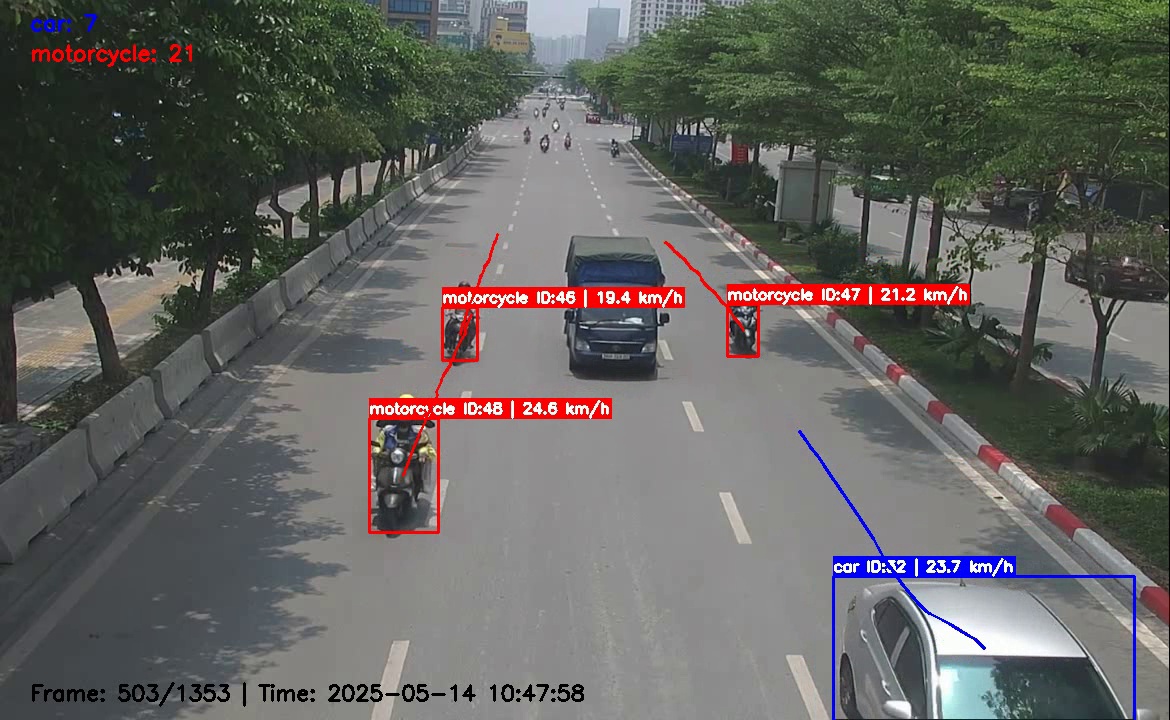 car: 7
motorcycle: 21
motorcycle ID:47 | 21.2 km/h
motorcycle ID:46 | 19.4 km/h
motorcycle ID:48 | 24.6 km/h
car ID:32 | 23.7 km/h
Frame: 503/1353 | Time: 2025-05-14 10:47:58